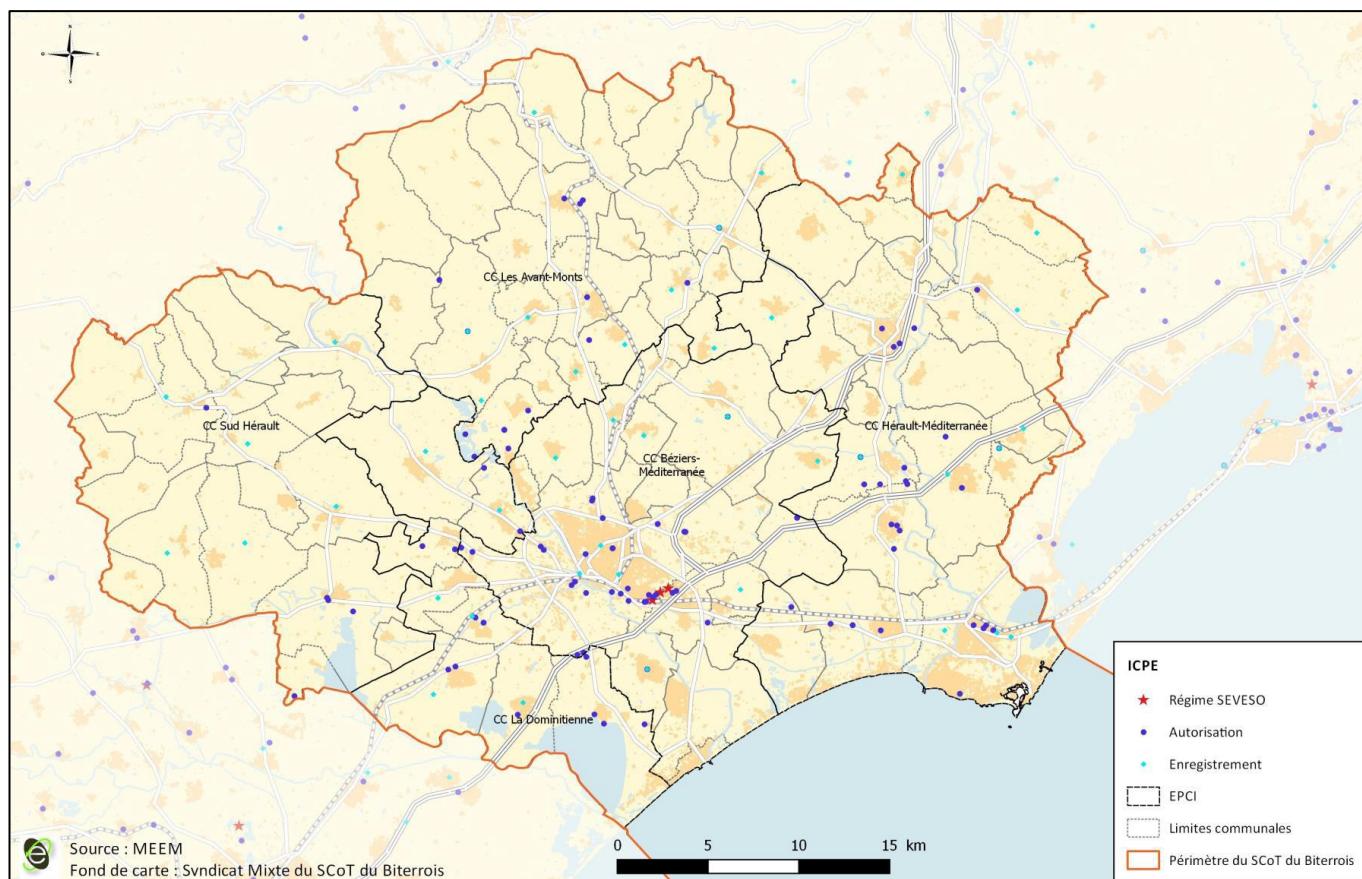 N
O
E
S
CC Les Avant-Monts
CC Sud Hérault
CC Hérault-Méditerranée
CC Béziers-
Méditerranée
CC La Dominitienne
ICPE
Régime SEVESO
Autorisation
Enregistrement
EPCI
Limites communales
Périmètre du SCoT du Biterrois
0 5 10 15 km
Source : MEEM
Fond de carte : Syndicat Mixte du SCoT du Biterrois